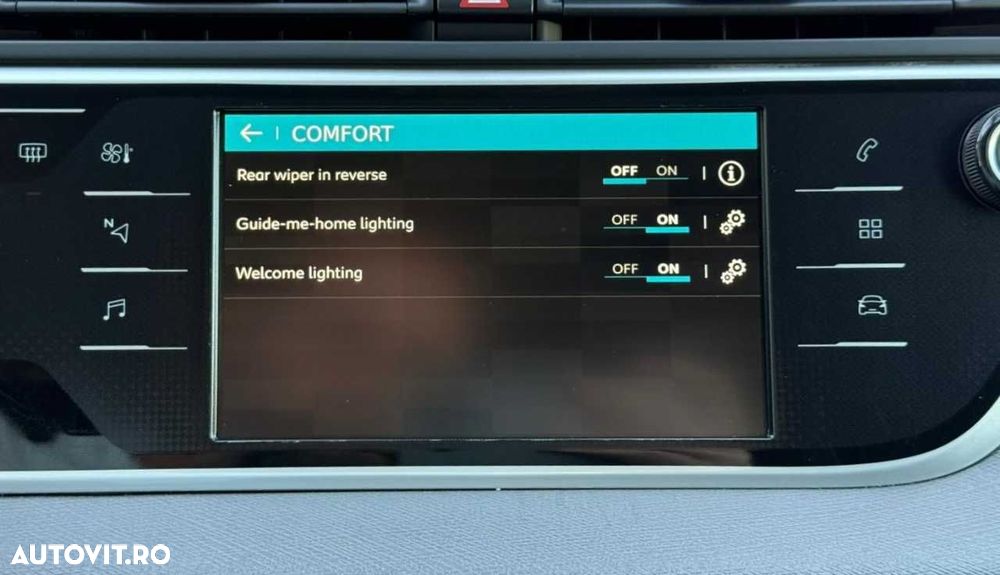 COMFORT
Rear wiper in reverse OFF ON
Guide-me-home lighting OFF ON
Welcome lighting OFF ON
N
AUTOVIT.RO